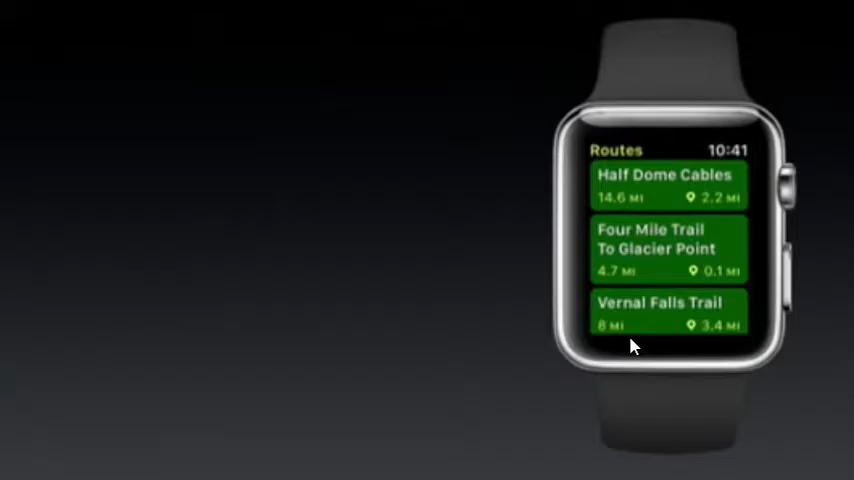 Routes 10:41
Half Dome Cables
14.6 MI 2.2 MI
Four Mile Trail
To Glacier Point
4.7 MI 0.1 MI
Vernal Falls Trail
8 MI 3.4 MI